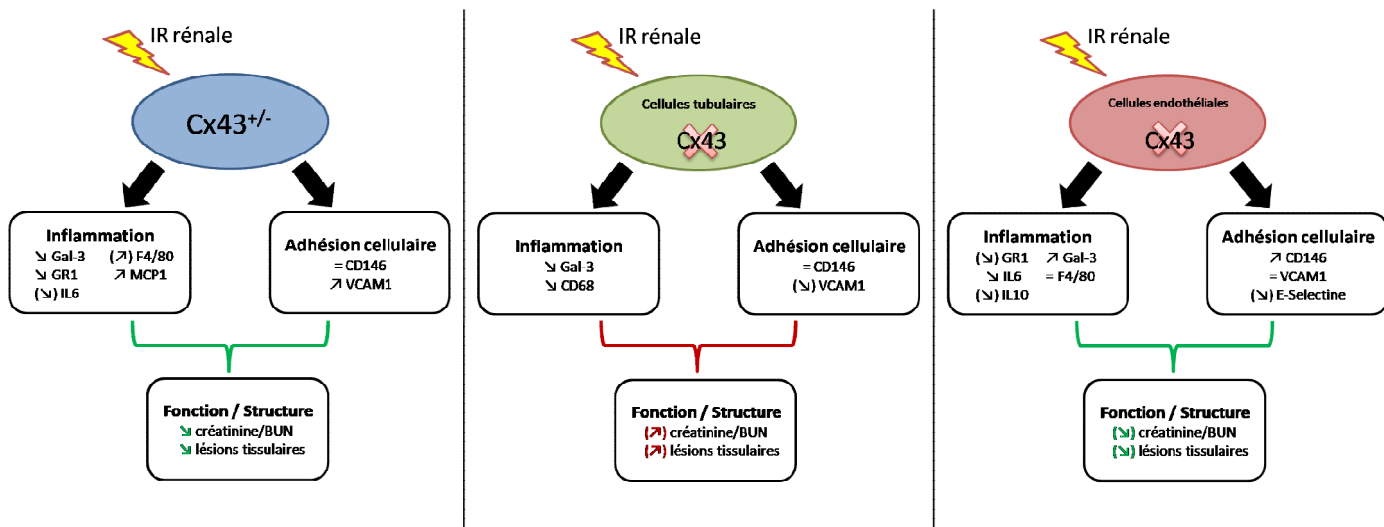 IR rénale
Cx43+/-
Inflammation
↘ Gal-3 (↗) F4/80
↘ GR1 ↗ MCP1
(↘) IL6
Adhésion cellulaire
= CD146
↗ VCAM1
Fonction / Structure
↘ créatinine/BUN
↘ lésions tissulaires
IR rénale
Cellules tubulaires
Cx43
Inflammation
↘ Gal-3
↘ CD68
Adhésion cellulaire
= CD146
(↘) VCAM1
Fonction / Structure
(↗) créatinine/BUN
(↗) lésions tissulaires
IR rénale
Cellules endothéliales
Cx43
Inflammation
(↘) GR1 ↗ Gal-3
↘ IL6 = F4/80
(↘) IL10
Adhésion cellulaire
↗ CD146
= VCAM1
(↘) E-Selectine
Fonction / Structure
(↘) créatinine/BUN
(↘) lésions tissulaires